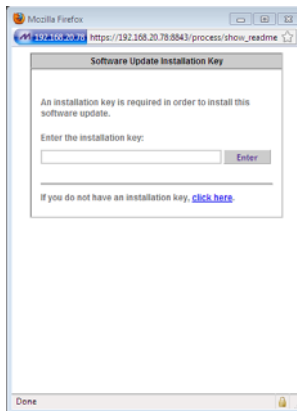 Mozilla Firefox
192.168.20.78 https://192.168.20.78:8843/process/show_readme
Software Update Installation Key
An installation key is required in order to install this
software update.
Enter the installation key:
Enter
If you do not have an installation key, click here.
Done